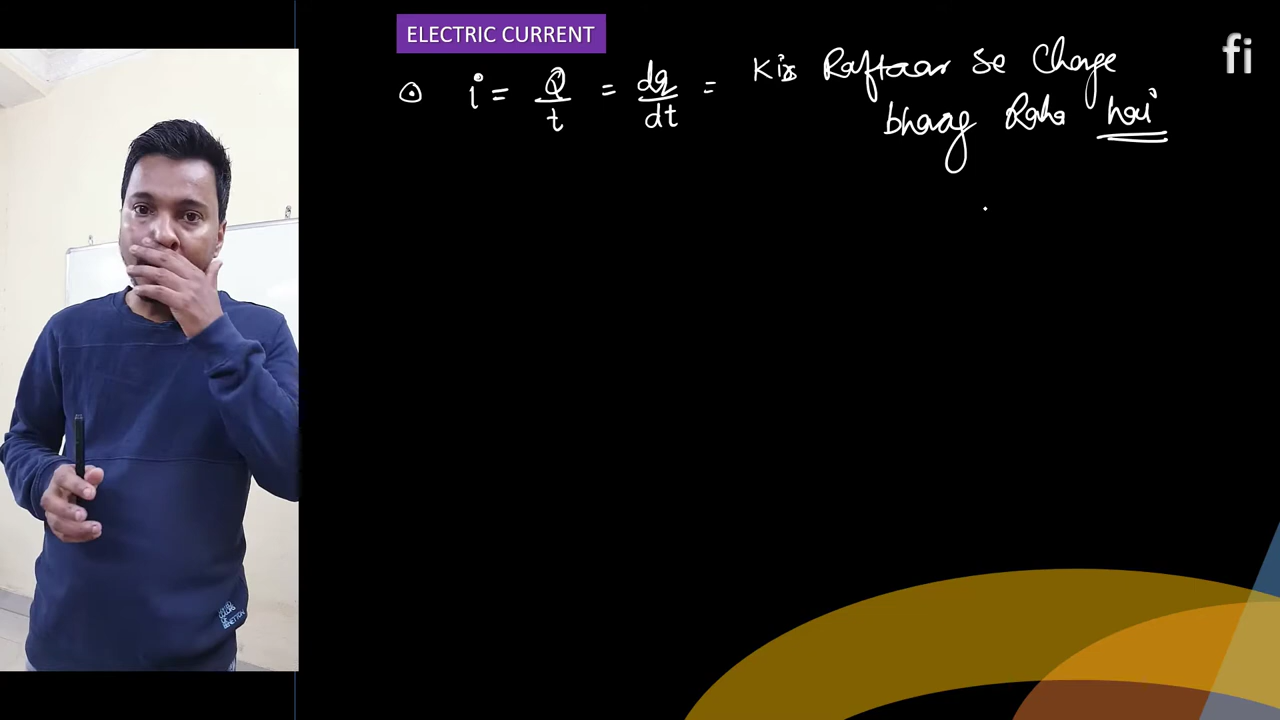 ELECTRIC CURRENT
fi
⊙ i = Q/t = dq/dt = Kis Raftaar se Charge
bhaag Raha hai